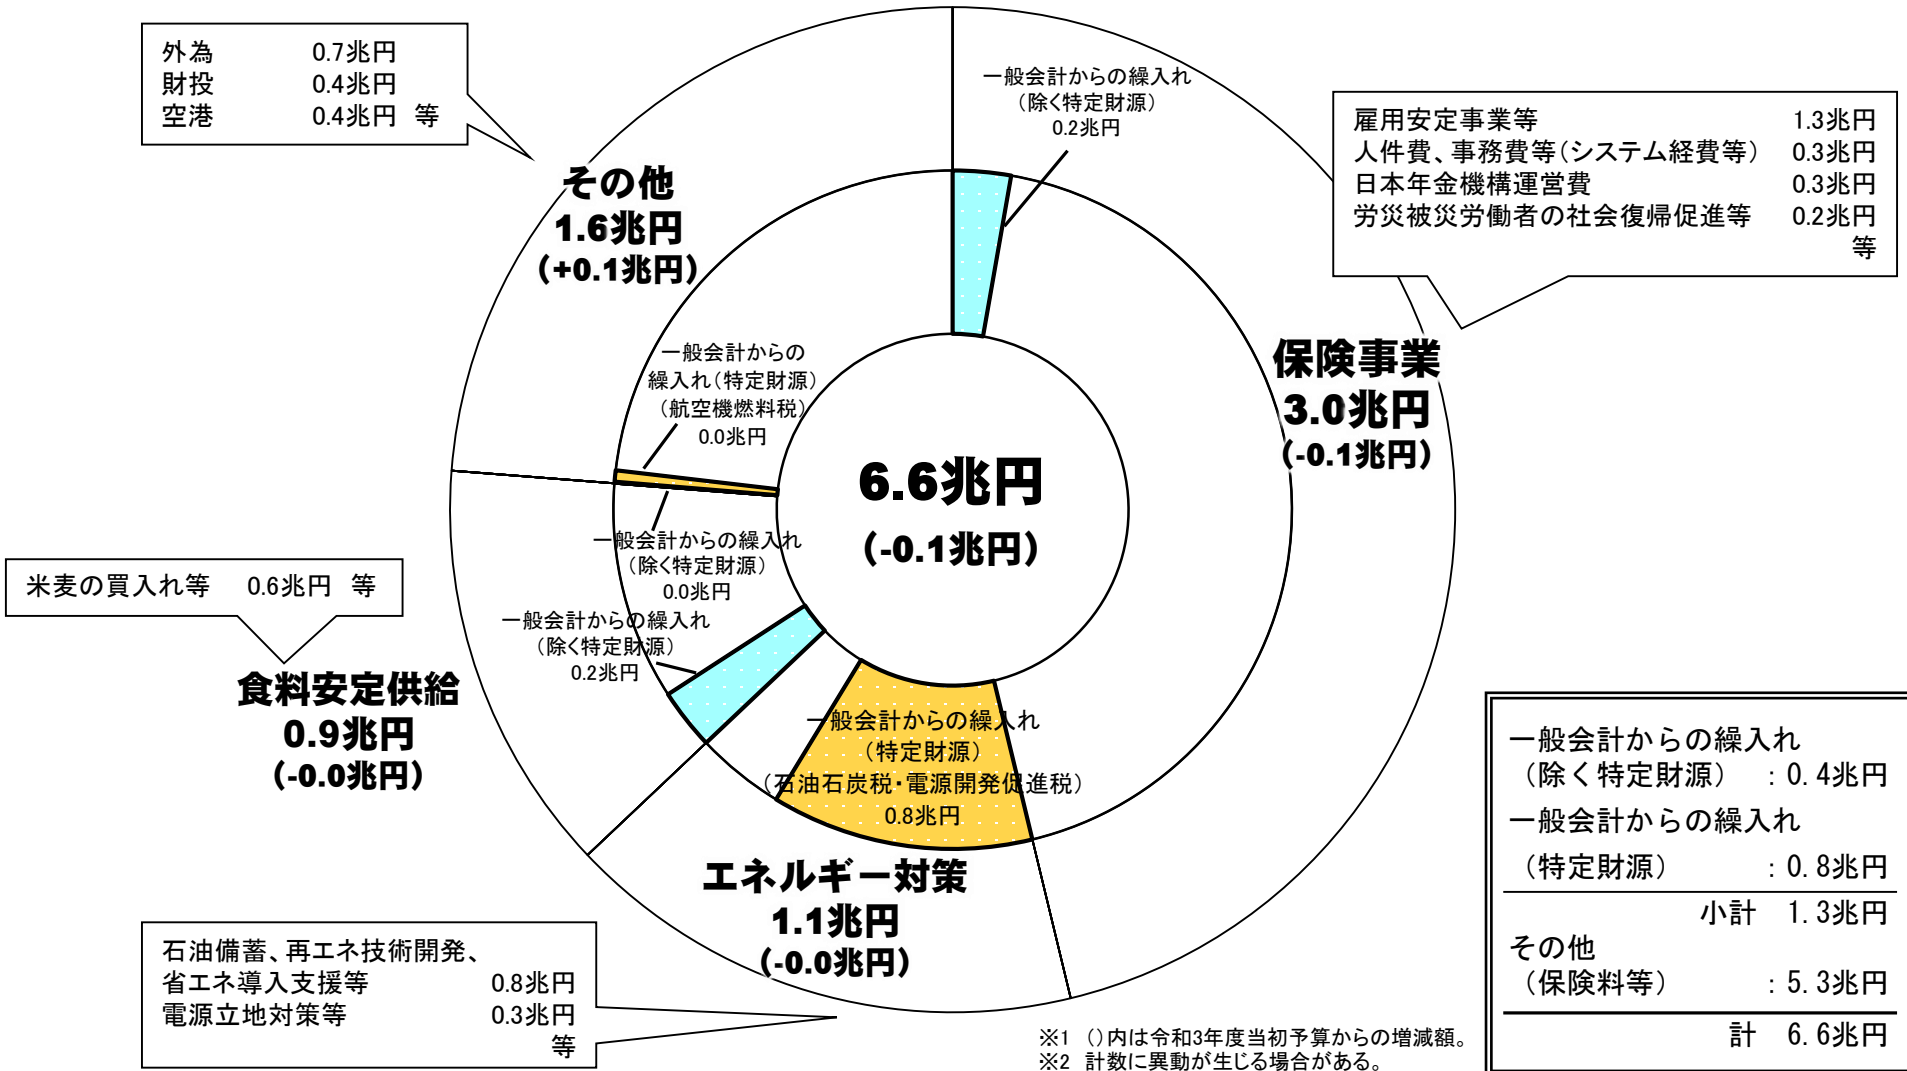 外為 0.7兆円
財投 0.4兆円
空港 0.4兆円 等
その他
1.6兆円
(+0.1兆円)
一般会計からの繰入れ
(除く特定財源)
0.2兆円
雇用安定事業等 1.3兆円
人件費、事務費等(システム経費等) 0.3兆円
日本年金機構運営費 0.3兆円
労災被災労働者の社会復帰促進等 0.2兆円
等
保険事業
3.0兆円
(-0.1兆円)
一般会計からの
繰入れ(特定財源)
(航空機燃料税)
0.0兆円
6.6兆円
(-0.1兆円)
一般会計からの繰入れ
(除く特定財源)
0.0兆円
米麦の買入れ等 0.6兆円 等
一般会計からの繰入れ
(除く特定財源)
0.2兆円
食料安定供給
0.9兆円
(-0.0兆円)
一般会計からの繰入れ
(特定財源)
(石油石炭税・電源開発促進税)
0.8兆円
エネルギー対策
1.1兆円
(-0.0兆円)
石油備蓄、再エネ技術開発、
省エネ導入支援等 0.8兆円
電源立地対策等 0.3兆円
等
一般会計からの繰入れ
(除く特定財源) :0.4兆円
一般会計からの繰入れ
(特定財源) :0.8兆円
小計 1.3兆円
その他
(保険料等) :5.3兆円
計 6.6兆円
※1 ()内は令和3年度当初予算からの増減額。
※2 計数に異動が生じる場合がある。